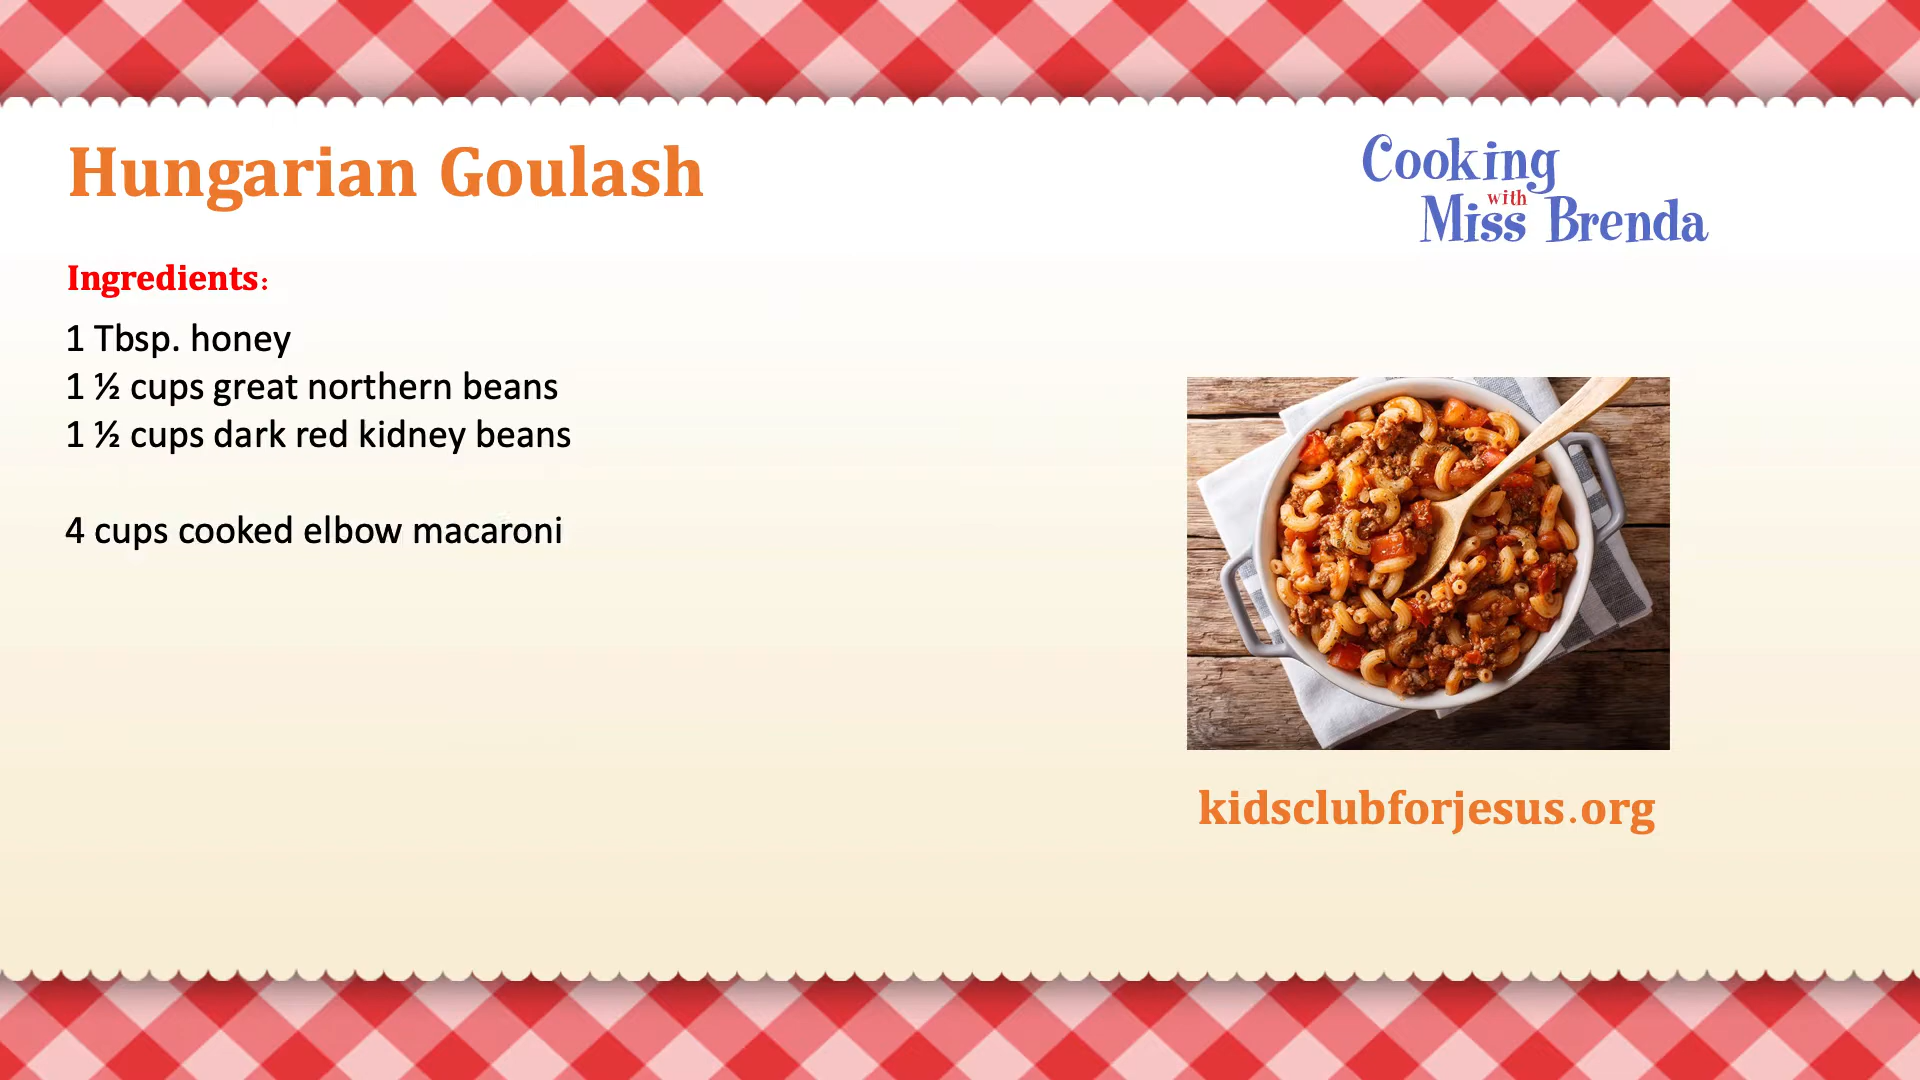 Hungarian Goulash
Cooking
with
Miss Brenda
Ingredients:
1 Tbsp. honey
1 ½ cups great northern beans
1 ½ cups dark red kidney beans
4 cups cooked elbow macaroni
kidsclubforjesus.org